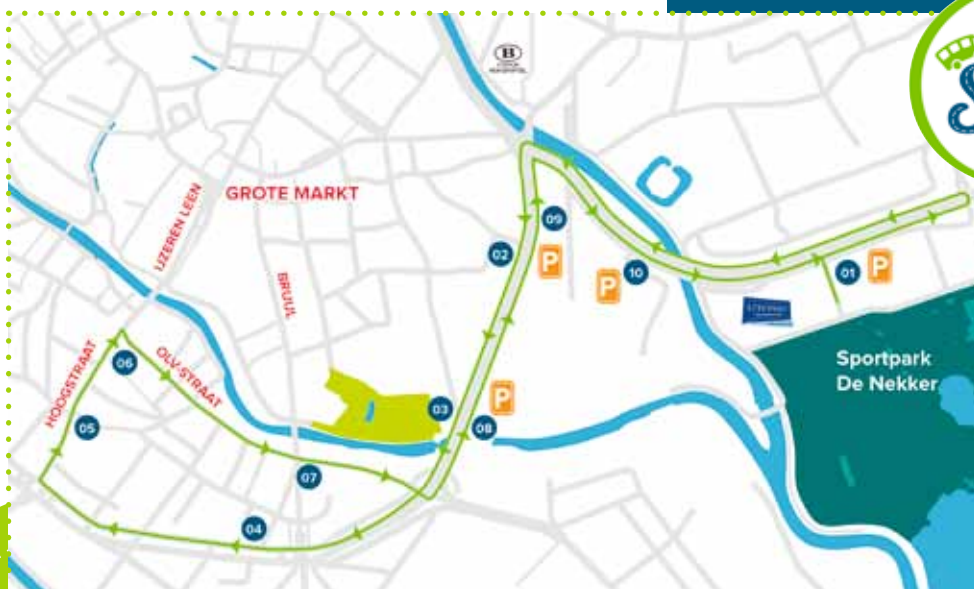 B
GROTE MARKT
IJZEREN LEEN
BRUUL
HOOGSTRAAT
OLV-STRAAT
Sportpark
De Nekker
01
02
03
04
05
06
07
08
09
10
P
P
P
P
S